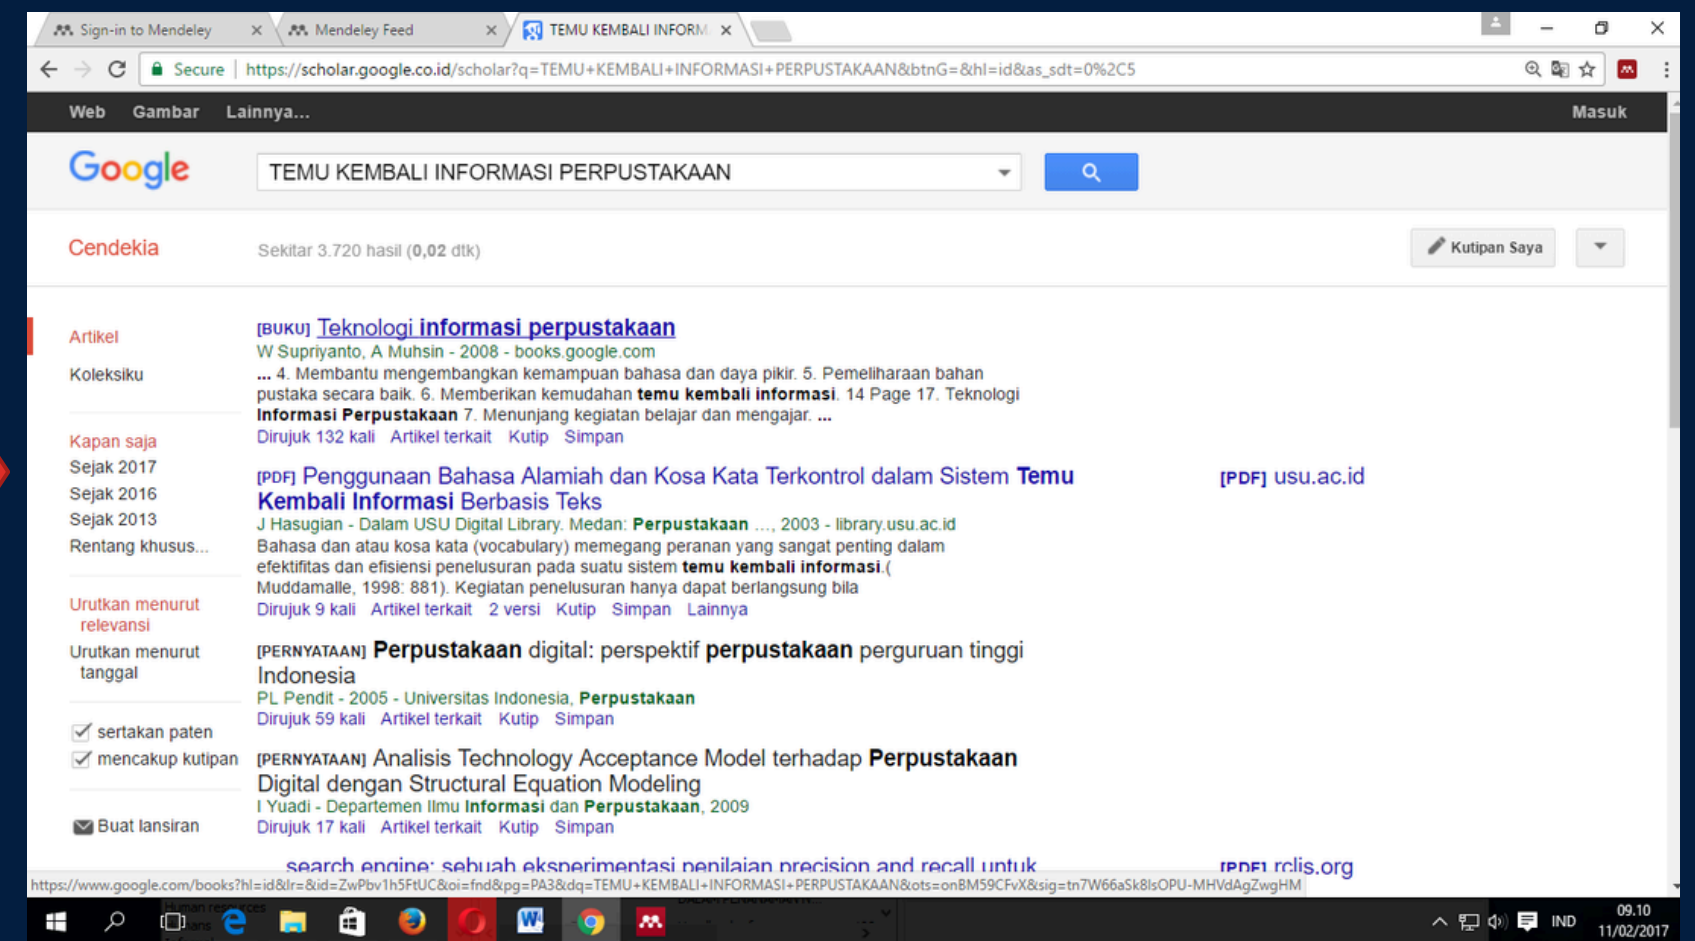 Sign-in to Mendeley
Mendeley Feed
TEMU KEMBALI INFORM
Secure
https://scholar.google.co.id/scholar?q=TEMU+KEMBALI+INFORMASI+PERPUSTAKAAN&btnG=&hl=id&as_sdt=0%2C5
Web Gambar Lainnya...
Masuk
Google
TEMU KEMBALI INFORMASI PERPUSTAKAAN
Cendekia
Sekitar 3.720 hasil (0,02 dtk)
Kutipan Saya
Artikel
Koleksiku
Kapan saja
Sejak 2017
Sejak 2016
Sejak 2013
Rentang khusus...
Urutkan menurut
relevansi
Urutkan menurut
tanggal
sertakan paten
mencakup kutipan
Buat lansiran
[BUKU] Teknologi informasi perpustakaan
W Supriyanto, A Muhsin - 2008 - books.google.com
... 4. Membantu mengembangkan kemampuan bahasa dan daya pikir. 5. Pemeliharaan bahan
pustaka secara baik. 6. Memberikan kemudahan temu kembali informasi. 14 Page 17. Teknologi
Informasi Perpustakaan 7. Menunjang kegiatan belajar dan mengajar. ...
Dirujuk 132 kali Artikel terkait Kutip Simpan
[PDF] Penggunaan Bahasa Alamiah dan Kosa Kata Terkontrol dalam Sistem Temu
Kembali Informasi Berbasis Teks
J Hasugian - Dalam USU Digital Library. Medan: Perpustakaan ..., 2003 - library.usu.ac.id
Bahasa dan atau kosa kata (vocabulary) memegang peranan yang sangat penting dalam
efektifitas dan efisiensi penelusuran pada suatu sistem temu kembali informasi.(
Muddamalle, 1998: 881). Kegiatan penelusuran hanya dapat berlangsung bila
Dirujuk 9 kali Artikel terkait 2 versi Kutip Simpan Lainnya
[PDF] usu.ac.id
[PERNYATAAN] Perpustakaan digital: perspektif perpustakaan perguruan tinggi
Indonesia
PL Pendit - 2005 - Universitas Indonesia, Perpustakaan
Dirujuk 59 kali Artikel terkait Kutip Simpan
[PERNYATAAN] Analisis Technology Acceptance Model terhadap Perpustakaan
Digital dengan Structural Equation Modeling
I Yuadi - Departemen Ilmu Informasi dan Perpustakaan, 2009
Dirujuk 17 kali Artikel terkait Kutip Simpan
search engine: sebuah eksperimentasi penilaian precision and recall untuk
[PDF] rclis.org
https://www.google.com/books?hl=id&lr=&id=ZwPbv1h5FtUC&oi=fnd&pg=PA3&dq=TEMU+KEMBALI+INFORMASI+PERPUSTAKAAN&ots=onBM59CFvX&sig=tn7W66aSk8IsOPU-MHVdAgZwgHM
IND
09.10
11/02/2017